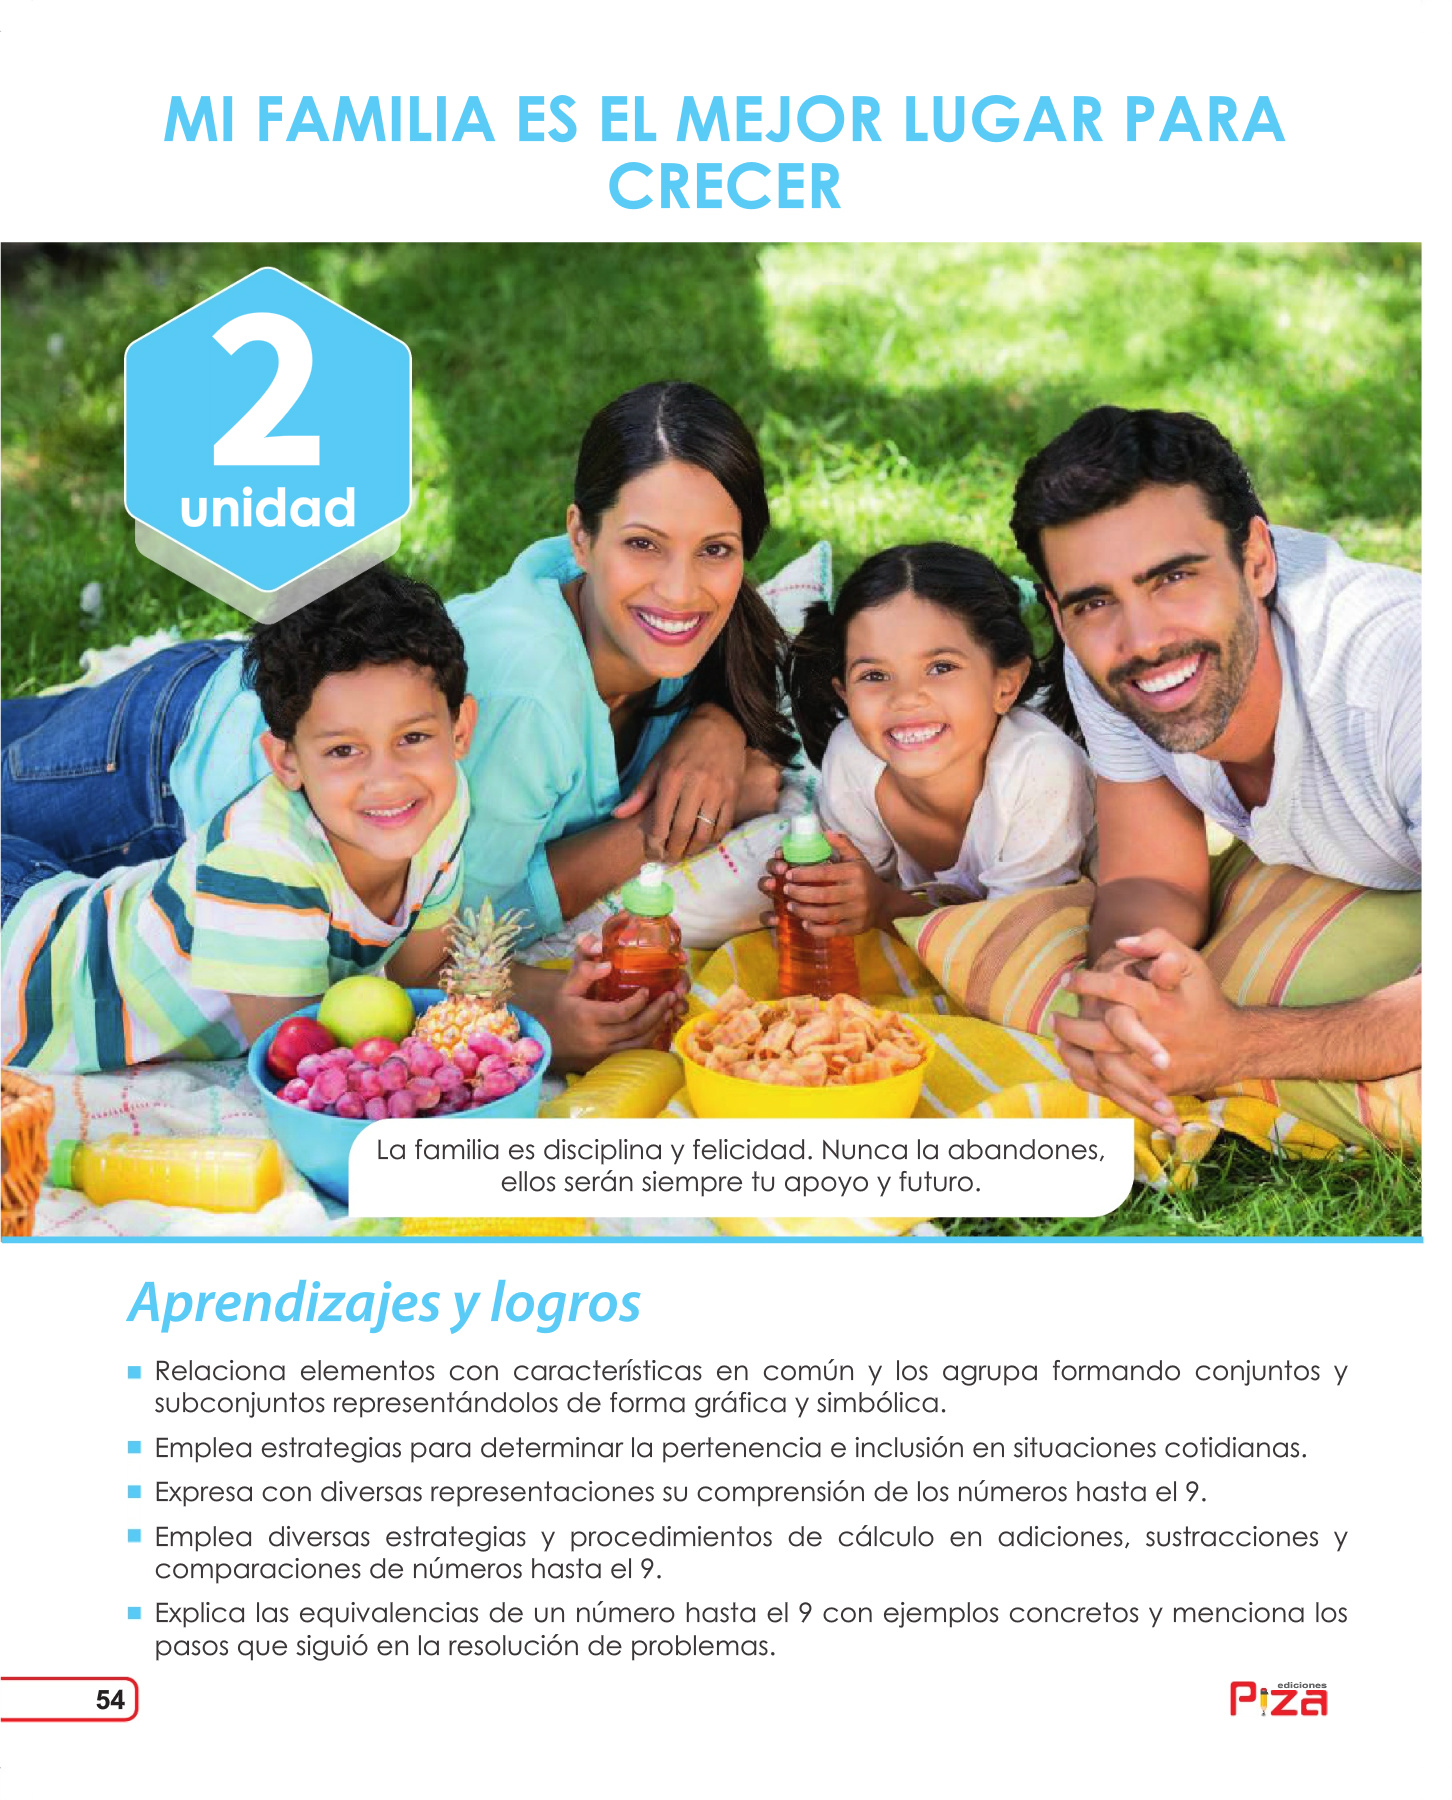 MI FAMILIA ES EL MEJOR LUGAR PARA
CRECER
2
unidad
La familia es disciplina y felicidad. Nunca la abandones,
ellos serán siempre tu apoyo y futuro.
Aprendizajes y logros
Relaciona elementos con características en común y los agrupa formando conjuntos y
subconjuntos representándolos de forma gráfica y simbólica.
Emplea estrategias para determinar la pertenencia e inclusión en situaciones cotidianas.
Expresa con diversas representaciones su comprensión de los números hasta el 9.
Emplea diversas estrategias y procedimientos de cálculo en adiciones, sustracciones y
comparaciones de números hasta el 9.
Explica las equivalencias de un número hasta el 9 con ejemplos concretos y menciona los
pasos que siguió en la resolución de problemas.
54
ediciones
Piza